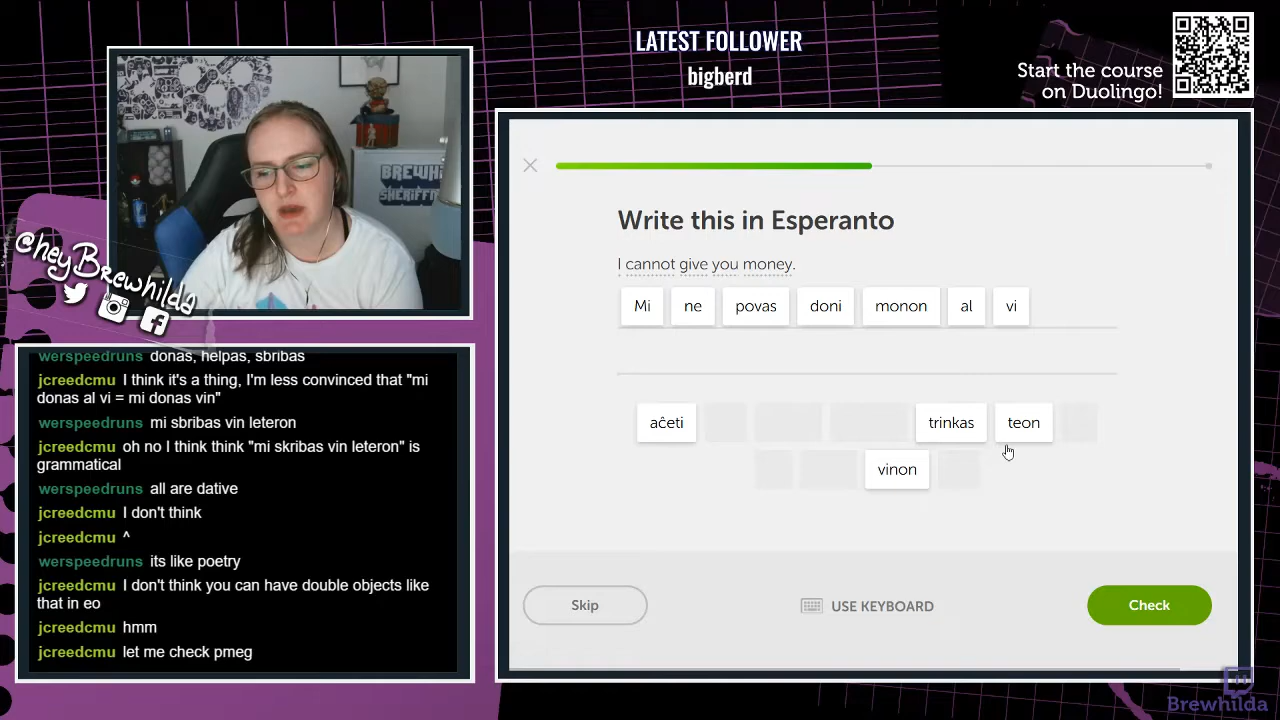 LATEST FOLLOWER
bigberd
Start the course
on Duolingo!
BREWHI
SHERIFF
@heyBrewhilda
Write this in Esperanto
I cannot give you money.
Mi ne povas doni monon al vi
aĉeti trinkas teon
vinon
Skip
USE KEYBOARD
Check
werspeedruns donas, helpas, sbribas
jcreedcmu I think it's a thing, I'm less convinced that "mi
donas al vi = mi donas vin"
werspeedruns mi sbribas vin leteron
jcreedcmu oh no I think think "mi skribas vin leteron" is
grammatical
werspeedruns all are dative
jcreedcmu I don't think
jcreedcmu ^
werspeedruns its like poetry
jcreedcmu I don't think you can have double objects like
that in eo
jcreedcmu hmm
jcreedcmu let me check pmeg
Brewhilda